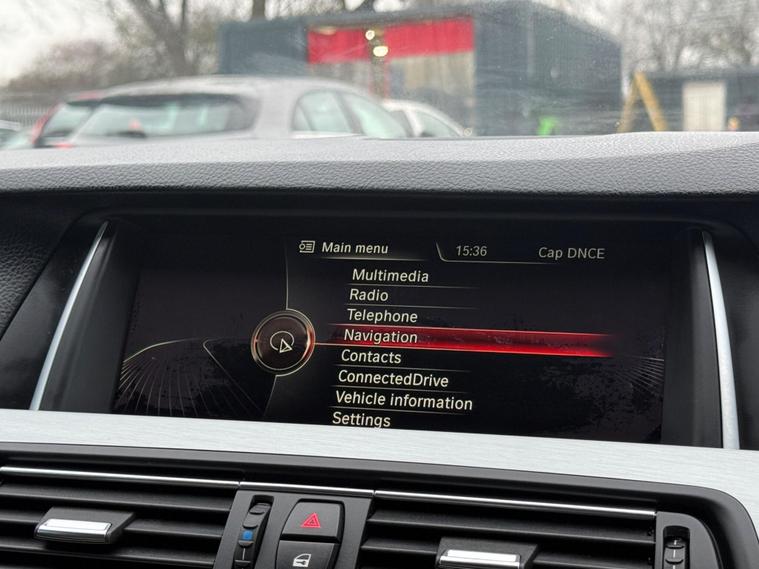 Main menu
15:36
Cap DNCE
Multimedia
Radio
Telephone
Navigation
Contacts
ConnectedDrive
Vehicle information
Settings